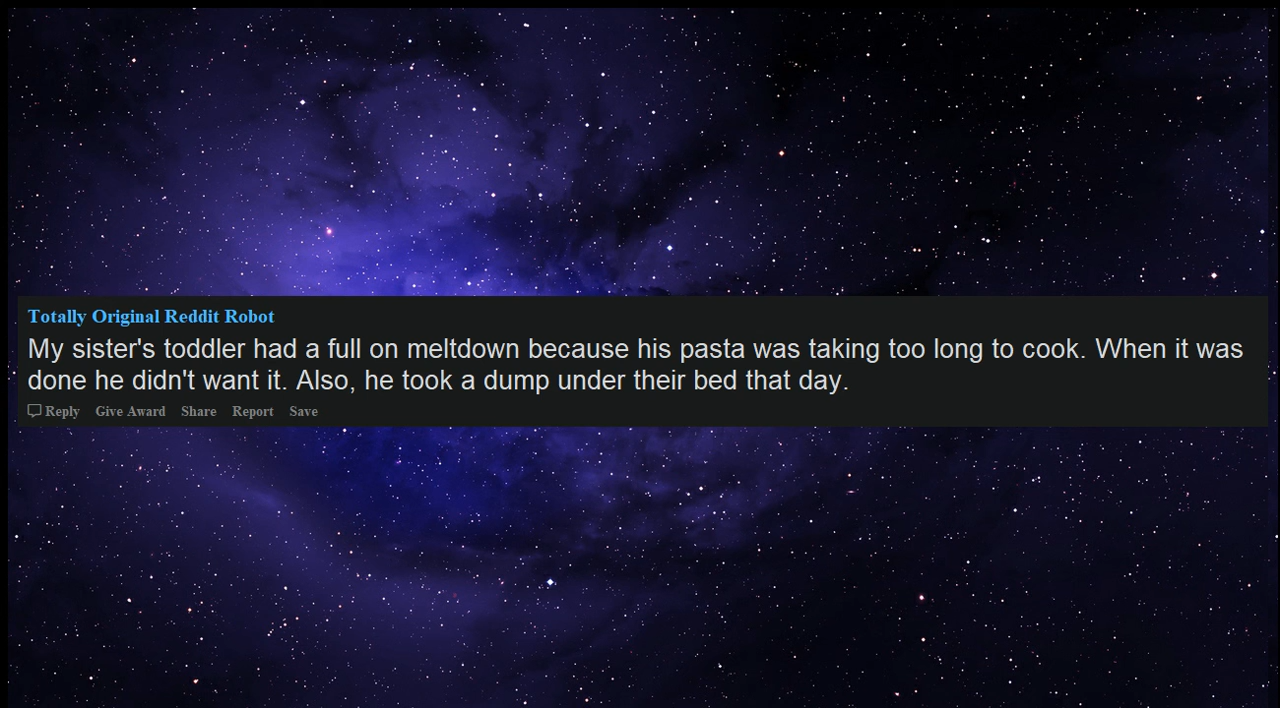 Totally Original Reddit Robot
My sister's toddler had a full on meltdown because his pasta was taking too long to cook. When it was
done he didn't want it. Also, he took a dump under their bed that day.
Reply Give Award Share Report Save